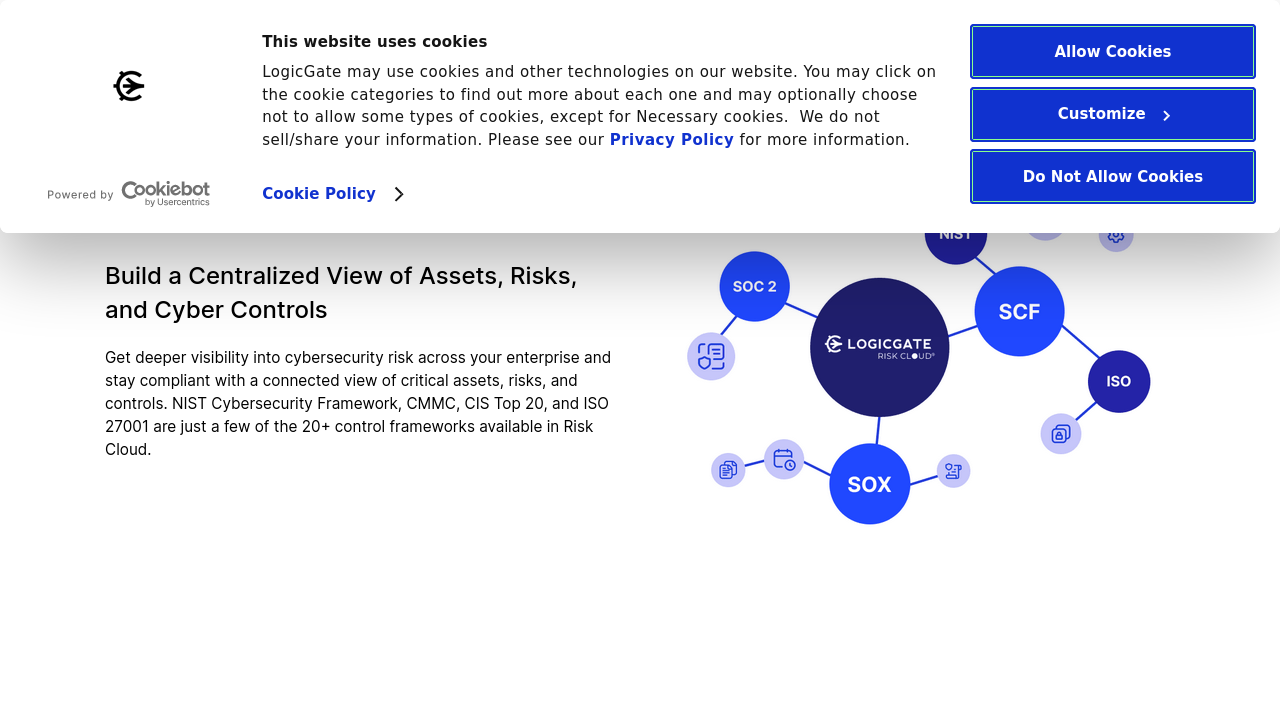 This website uses cookies
LogicGate may use cookies and other technologies on our website. You may click on
the cookie categories to find out more about each one and may optionally choose
not to allow some types of cookies, except for Necessary cookies.  We do not
sell/share your information. Please see our Privacy Policy for more information.
Cookie Policy
Powered by Cookiebot
by Usercentrics
Allow Cookies
Customize
Do Not Allow Cookies
Build a Centralized View of Assets, Risks,
and Cyber Controls
Get deeper visibility into cybersecurity risk across your enterprise and
stay compliant with a connected view of critical assets, risks, and
controls. NIST Cybersecurity Framework, CMMC, CIS Top 20, and ISO
27001 are just a few of the 20+ control frameworks available in Risk
Cloud.
NIST
SOC 2
SCF
LOGICGATE
RISK CLOUD®
ISO
SOX